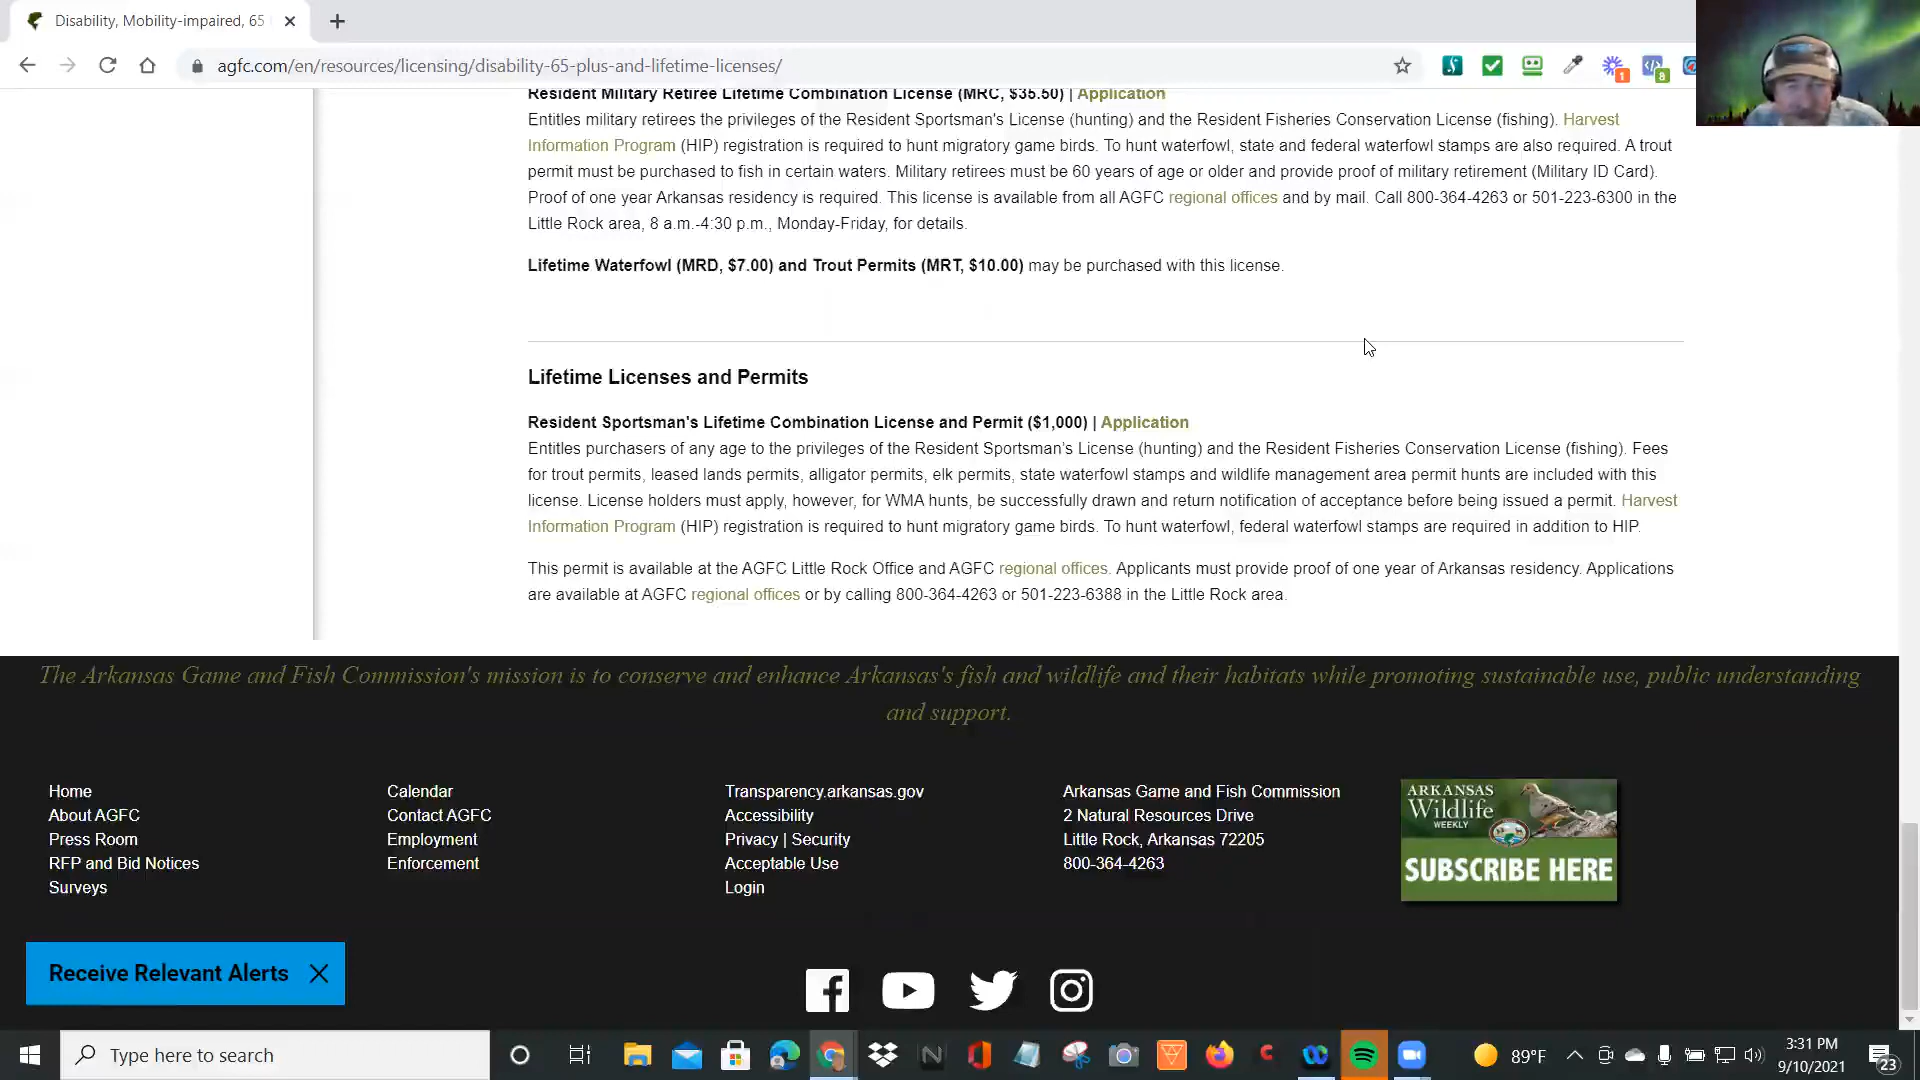 Disability, Mobility-impaired, 65
agfc.com/en/resources/licensing/disability-65-plus-and-lifetime-licenses/
Resident Military Retiree Lifetime Combination License (MRC, $35.50) | Application
Entitles military retirees the privileges of the Resident Sportsman's License (hunting) and the Resident Fisheries Conservation License (fishing). Harvest
Information Program (HIP) registration is required to hunt migratory game birds. To hunt waterfowl, state and federal waterfowl stamps are also required. A trout
permit must be purchased to fish in certain waters. Military retirees must be 60 years of age or older and provide proof of military retirement (Military ID Card).
Proof of one year Arkansas residency is required. This license is available from all AGFC regional offices and by mail. Call 800-364-4263 or 501-223-6300 in the
Little Rock area, 8 a.m.-4:30 p.m., Monday-Friday, for details.
Lifetime Waterfowl (MRD, $7.00) and Trout Permits (MRT, $10.00) may be purchased with this license.
Lifetime Licenses and Permits
Resident Sportsman's Lifetime Combination License and Permit ($1,000) | Application
Entitles purchasers of any age to the privileges of the Resident Sportsman's License (hunting) and the Resident Fisheries Conservation License (fishing). Fees
for trout permits, leased lands permits, alligator permits, elk permits, state waterfowl stamps and wildlife management area permit hunts are included with this
license. License holders must apply, however, for WMA hunts, be successfully drawn and return notification of acceptance before being issued a permit. Harvest
Information Program (HIP) registration is required to hunt migratory game birds. To hunt waterfowl, federal waterfowl stamps are required in addition to HIP.
This permit is available at the AGFC Little Rock Office and AGFC regional offices. Applicants must provide proof of one year of Arkansas residency. Applications
are available at AGFC regional offices or by calling 800-364-4263 or 501-223-6388 in the Little Rock area.
The Arkansas Game and Fish Commission's mission is to conserve and enhance Arkansas's fish and wildlife and their habitats while promoting sustainable use, public understanding
and support.
Home
About AGFC
Press Room
RFP and Bid Notices
Surveys
Calendar
Contact AGFC
Employment
Enforcement
Transparency.arkansas.gov
Accessibility
Privacy | Security
Acceptable Use
Login
Arkansas Game and Fish Commission
2 Natural Resources Drive
Little Rock, Arkansas 72205
800-364-4263
ARKANSAS
Wildlife
WEEKLY
SUBSCRIBE HERE
Receive Relevant Alerts
Type here to search
89°F
3:31 PM
9/10/2021
23